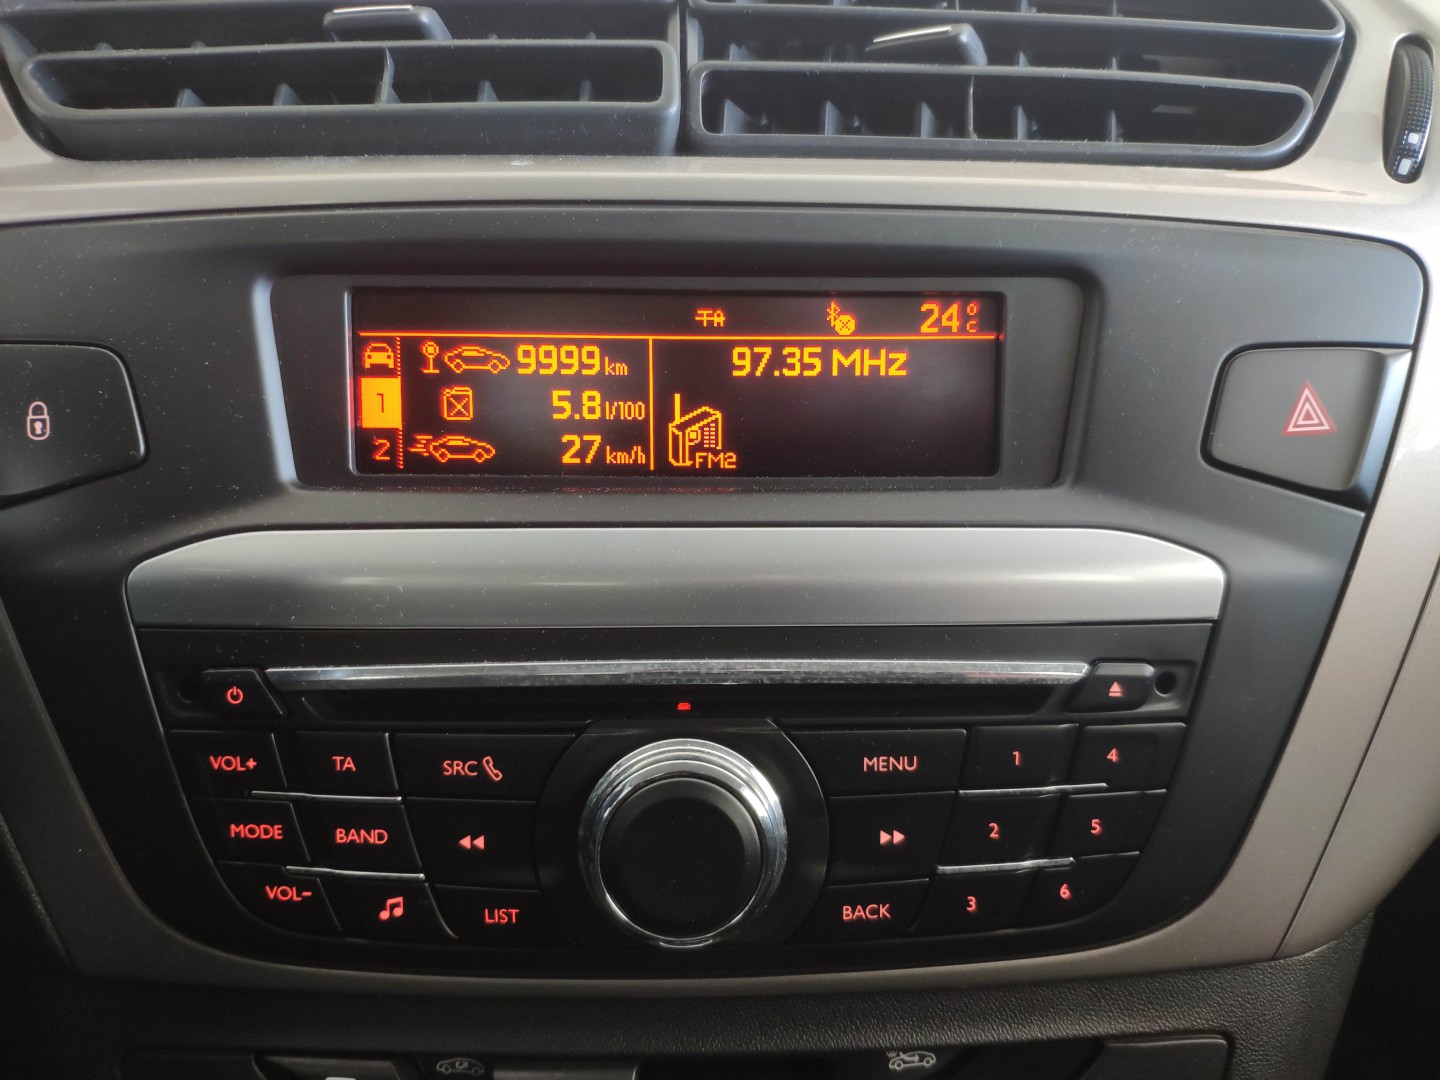 TA 24°C
9999 km
97.35 MHz
1
5.8 l/100
2
27 km/h
FM2
VOL+ TA SRC MENU 1 4
MODE BAND 2 5
VOL- LIST BACK 3 6